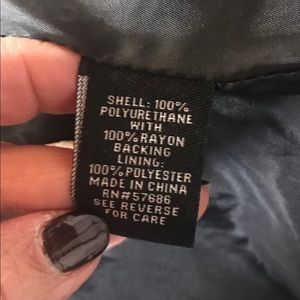 SHELL: 100%
POLYURETHANE
WITH
100%RAYON
BACKING
LINING:
100%POLYESTER
MADE IN CHINA
RN#57686
SEE REVERSE
FOR CARE